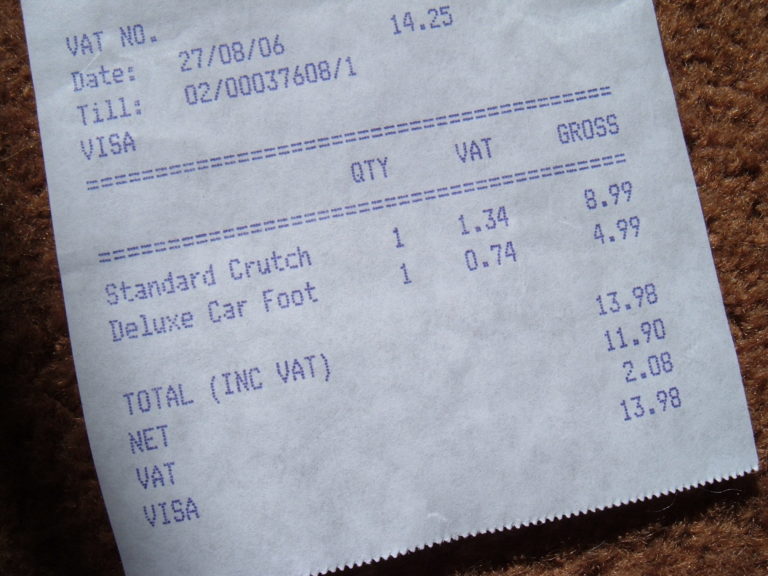 VAT NO.
Date: 27/08/06 14.25
Till: 02/00037608/1
VISA
==================================================
QTY VAT GROSS
==================================================
Standard Crutch 1 1.34 8.99
Deluxe Car Foot 1 0.74 4.99
TOTAL (INC VAT) 13.98
NET 11.90
VAT 2.08
VISA 13.98